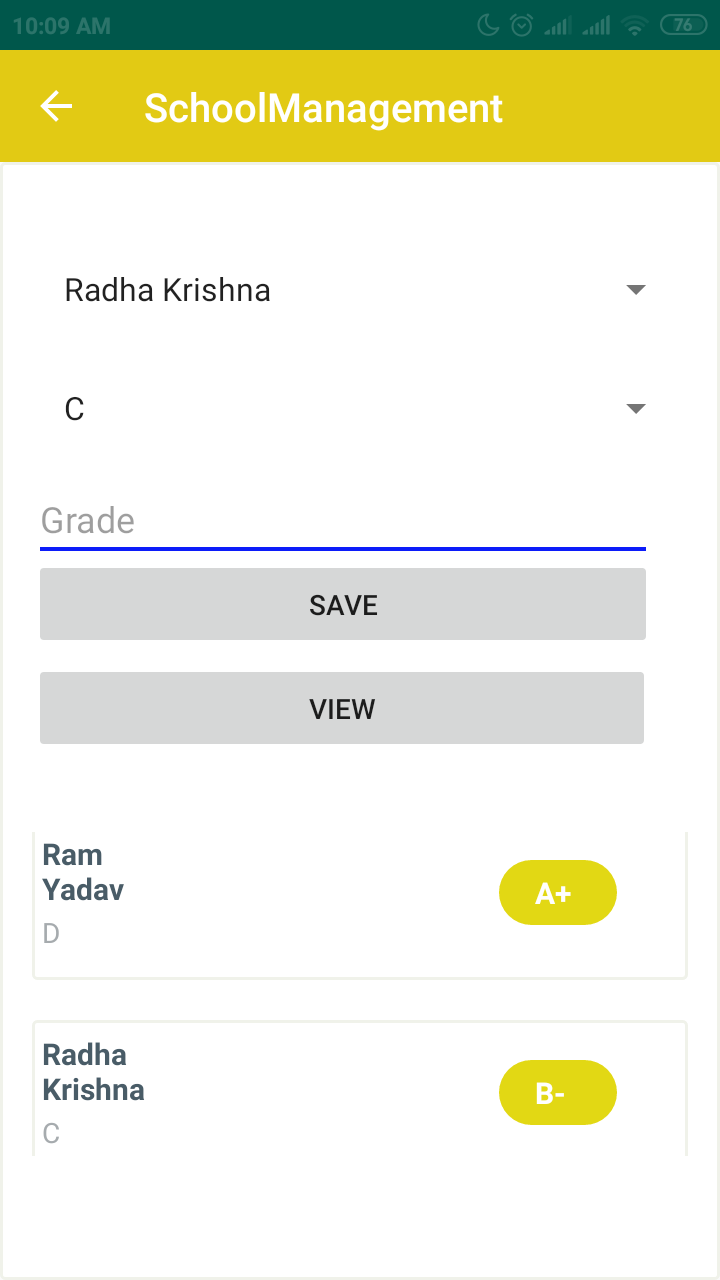 10:09 AM 76
SchoolManagement
Radha Krishna
C
Grade
SAVE
VIEW
Ram
Yadav
A+
D
Radha
Krishna
B-
C